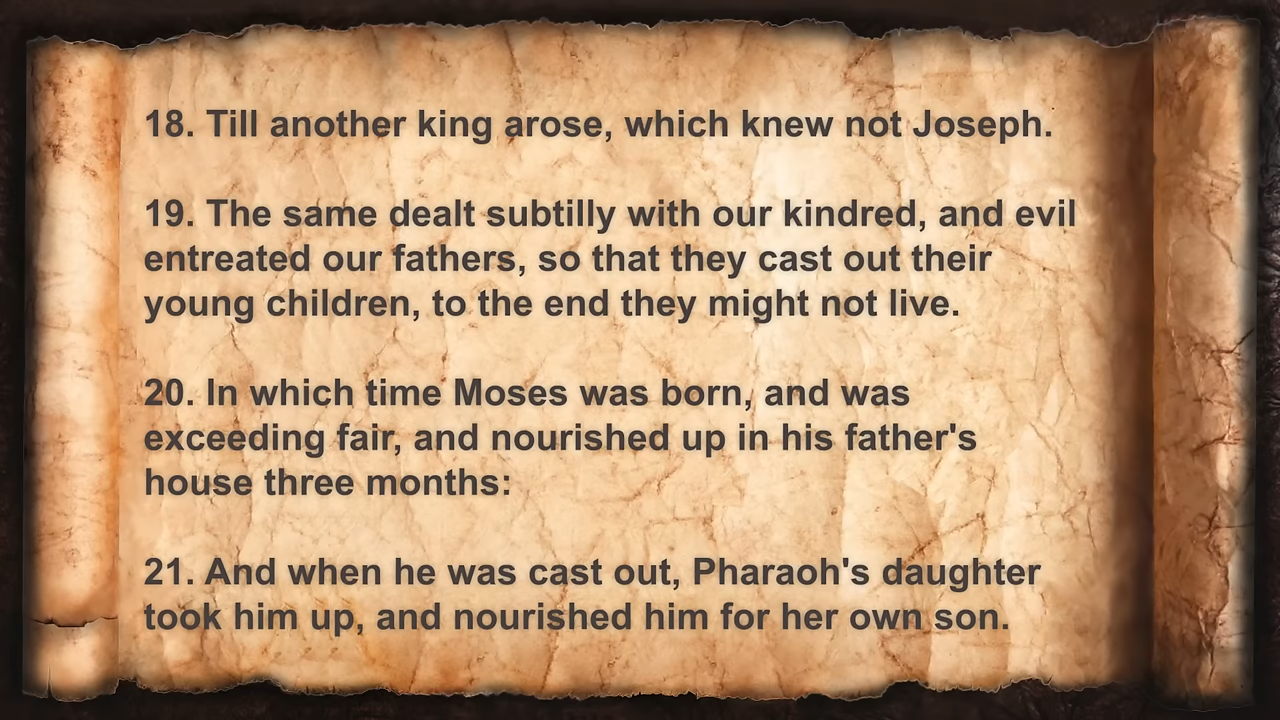 18. Till another king arose, which knew not Joseph.
19. The same dealt subtilly with our kindred, and evil
entreated our fathers, so that they cast out their
young children, to the end they might not live.
20. In which time Moses was born, and was
exceeding fair, and nourished up in his father's
house three months:
21. And when he was cast out, Pharaoh's daughter
took him up, and nourished him for her own son.